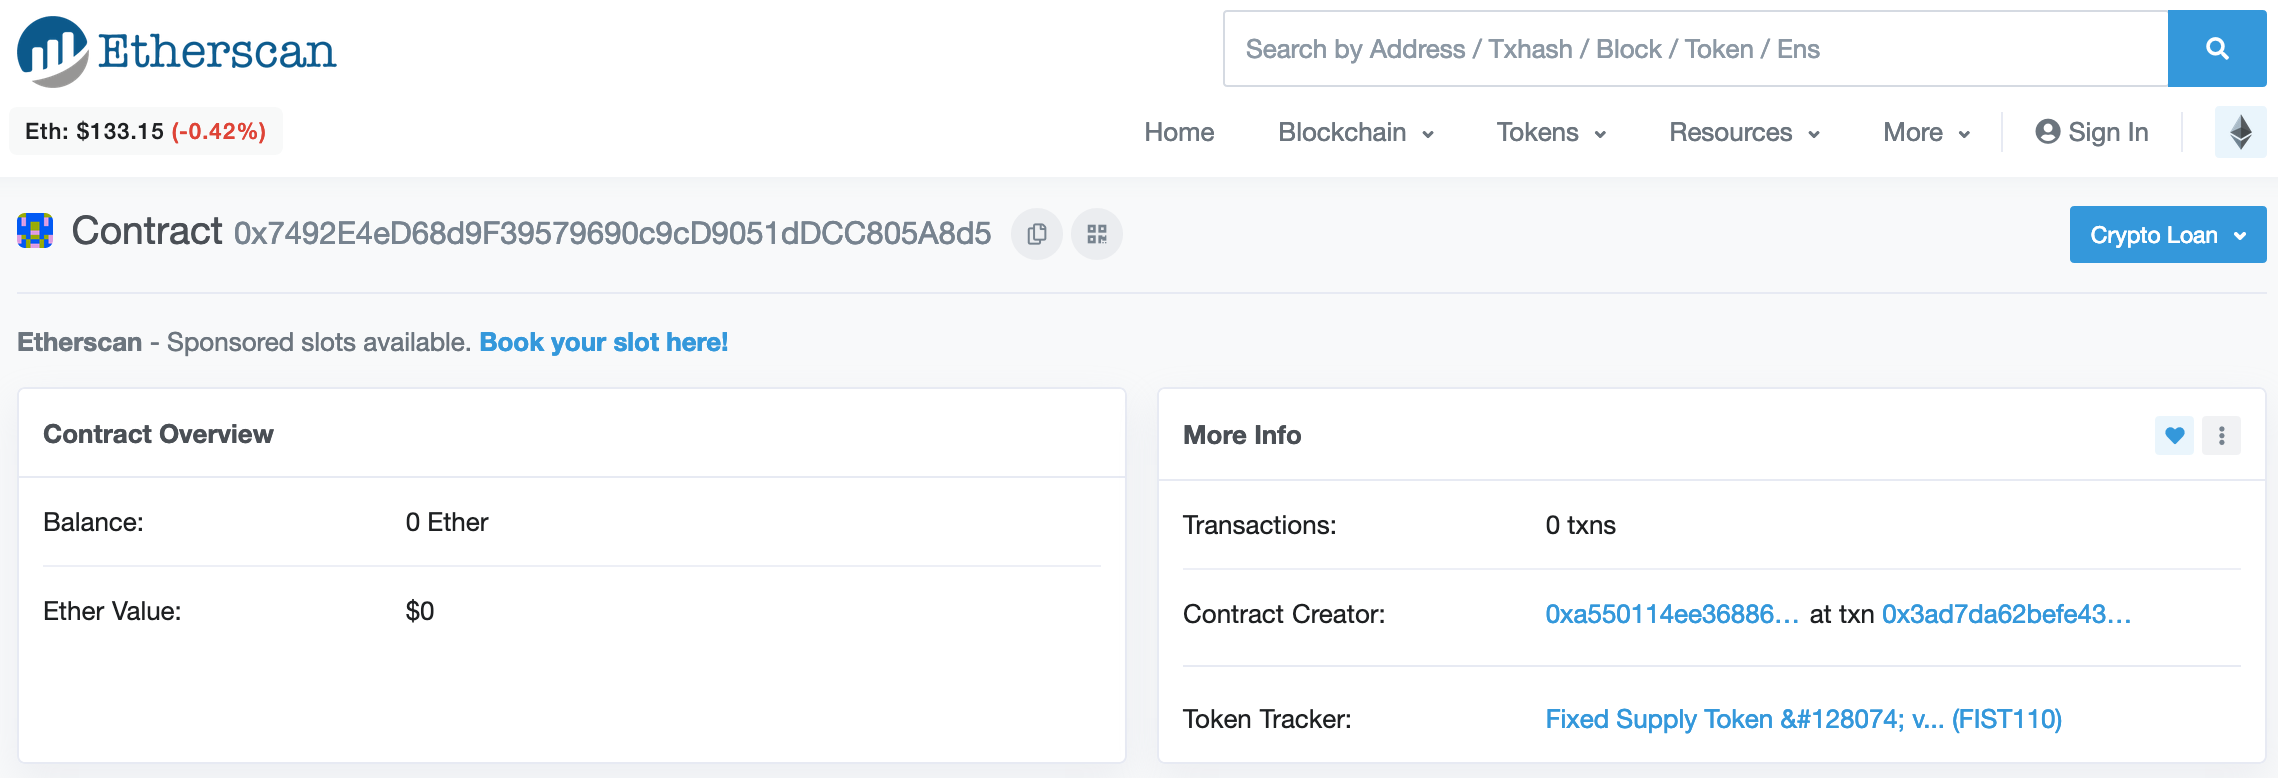 Etherscan
Search by Address / Txhash / Block / Token / Ens
Eth: $133.15 (-0.42%)
Home Blockchain Tokens Resources More Sign In
Contract 0x7492E4eD68d9F39579690c9cD9051dDCC805A8d5
Crypto Loan
Etherscan - Sponsored slots available. Book your slot here!
Contract Overview
Balance: 0 Ether
Ether Value: $0
More Info
Transactions: 0 txns
Contract Creator: 0xa550114ee36886... at txn 0x3ad7da62befe43...
Token Tracker: Fixed Supply Token &#128074; v... (FIST110)